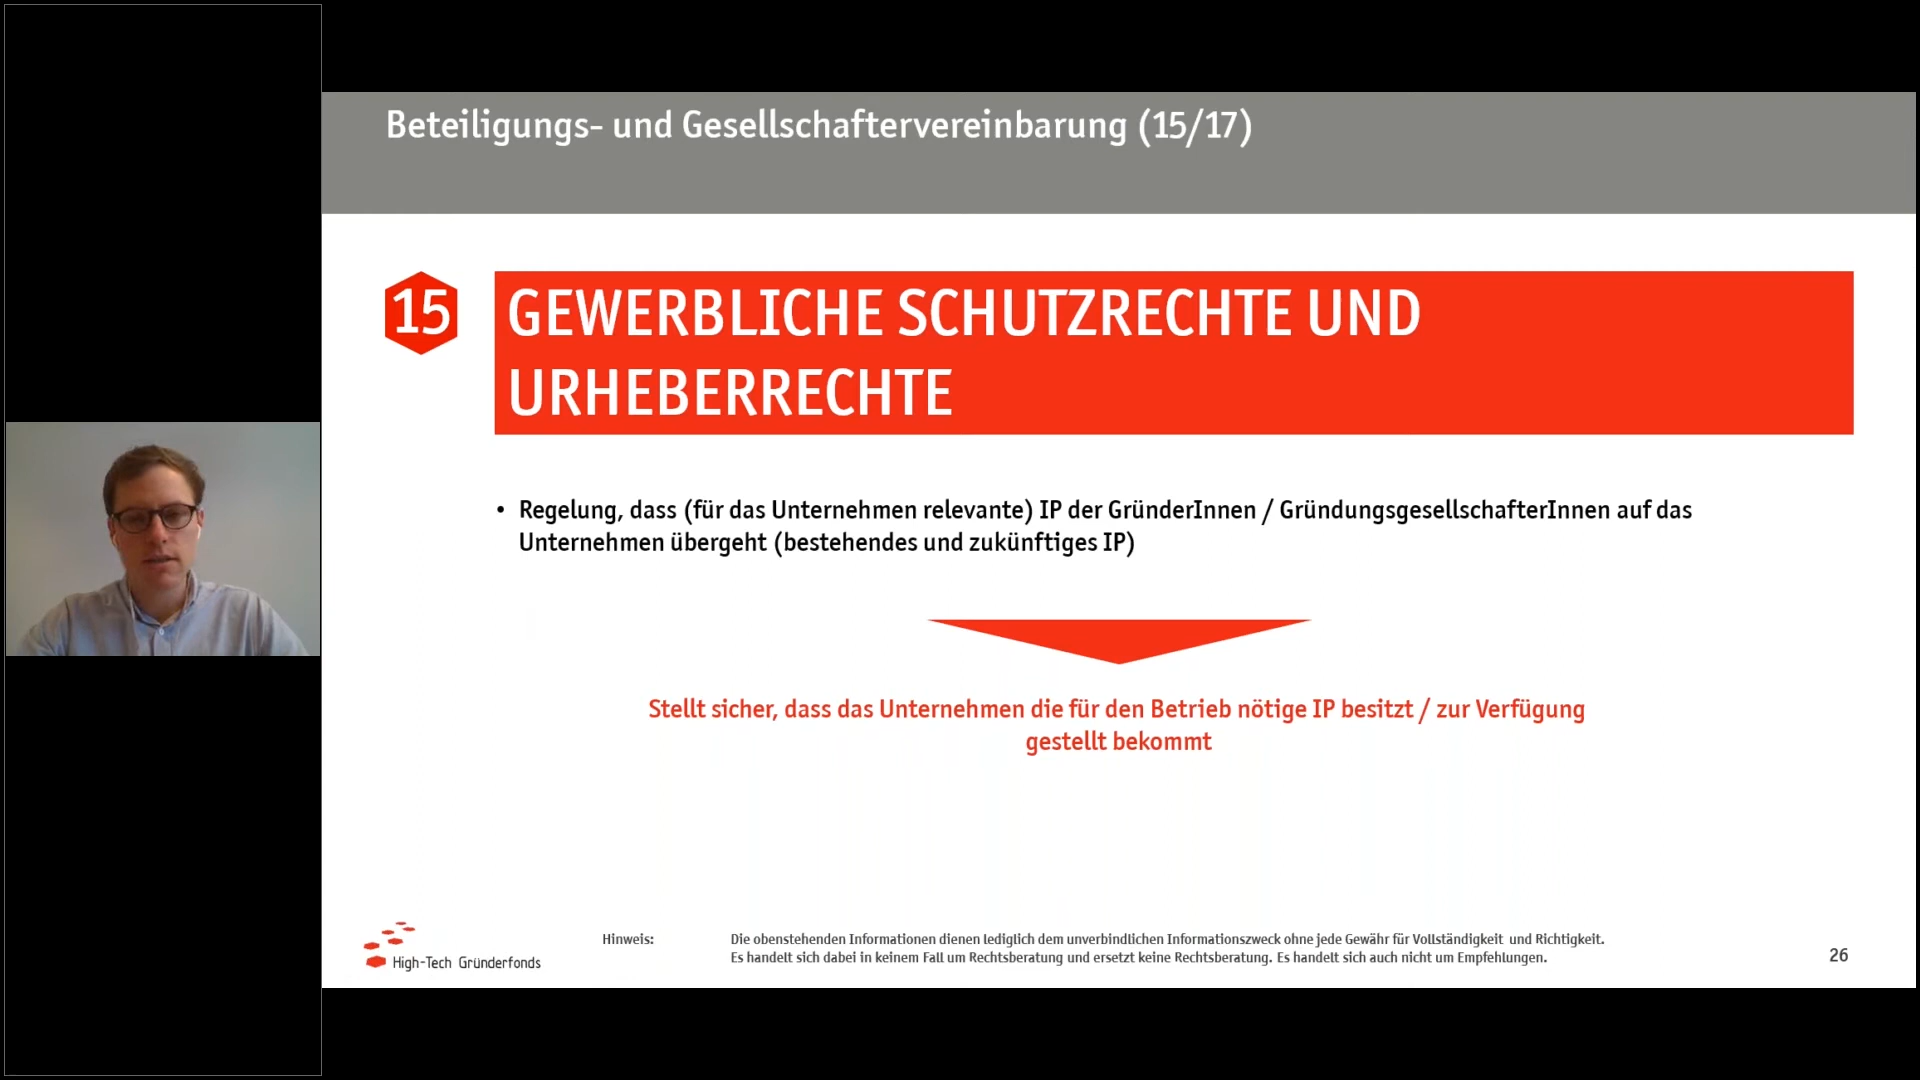 Beteiligungs- und Gesellschaftervereinbarung (15/17)
15
GEWERBLICHE SCHUTZRECHTE UND
URHEBERRECHTE
• Regelung, dass (für das Unternehmen relevante) IP der GründerInnen / GründungsgesellschafterInnen auf das
Unternehmen übergeht (bestehendes und zukünftiges IP)
Stellt sicher, dass das Unternehmen die für den Betrieb nötige IP besitzt / zur Verfügung
gestellt bekommt
High-Tech Gründerfonds
Hinweis: Die obenstehenden Informationen dienen lediglich dem unverbindlichen Informationszweck ohne jede Gewähr für Vollständigkeit und Richtigkeit.
Es handelt sich dabei in keinem Fall um Rechtsberatung und ersetzt keine Rechtsberatung. Es handelt sich auch nicht um Empfehlungen.
26